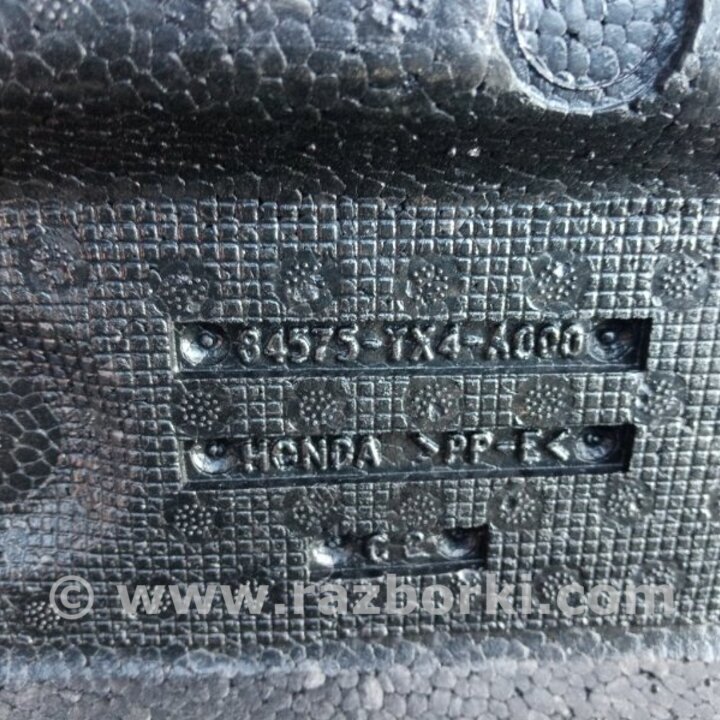 84575-TX4-A000
HONDA >PP-E<
C 2
© www.razborki.com